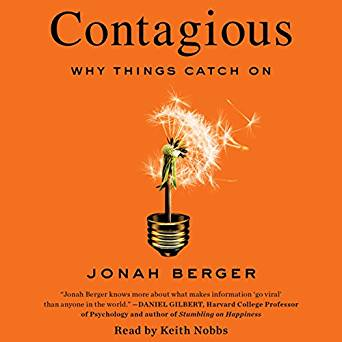 Contagious
WHY THINGS CATCH ON
JONAH BERGER
“Jonah Berger knows more about what makes information ‘go viral’
than anyone in the world.” —DANIEL GILBERT, Harvard College Professor
of Psychology and author of Stumbling on Happiness
Read by Keith Nobbs